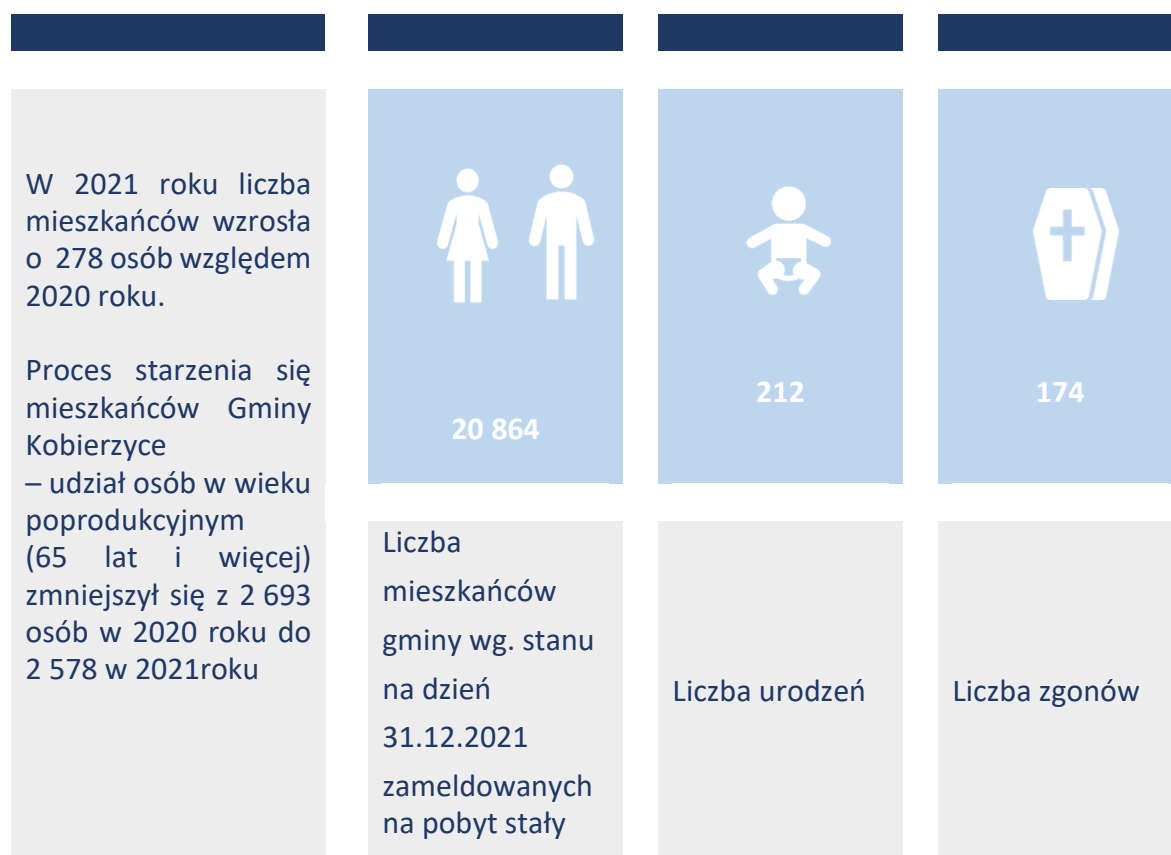 W 2021 roku liczba
mieszkańców wzrosła
o 278 osób względem
2020 roku.
Proces starzenia się
mieszkańców Gminy
Kobierzyce
– udział osób w wieku
poprodukcyjnym
(65 lat i więcej)
zmniejszył się z 2 693
osób w 2020 roku do
2 578 w 2021roku
20 864
Liczba
mieszkańców
gminy wg. stanu
na dzień
31.12.2021
zameldowanych
na pobyt stały
212
Liczba urodzeń
174
Liczba zgonów